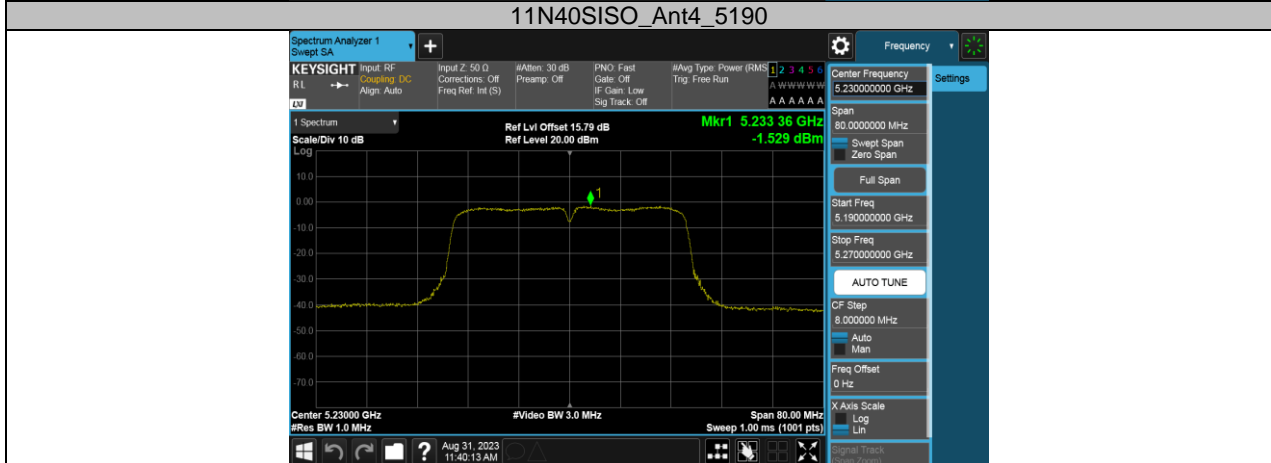 11N40SISO_Ant4_5190
Spectrum Analyzer 1
Swept SA
Frequency
KEYSIGHT
R L
LXI
Input: RF
Coupling: DC
Align: Auto
Input Z: 50 Ω
Corrections: Off
Freq Ref: Int (S)
#Atten: 30 dB
Preamp: Off
PNO: Fast
Gate: Off
IF Gain: Low
Sig Track: Off
#Avg Type: Power (RMS
Trig: Free Run
1 2 3 4 5 6
A W W W W W
A A A A A A
Center Frequency
5.230000000 GHz
Settings
1 Spectrum
Scale/Div 10 dB
Ref Lvl Offset 15.79 dB
Ref Level 20.00 dBm
Mkr1 5.233 36 GHz
-1.529 dBm
Log
10.0
0.00
-10.0
-20.0
-30.0
-40.0
-50.0
-60.0
-70.0
1
Center 5.23000 GHz
#Res BW 1.0 MHz
#Video BW 3.0 MHz
Span 80.00 MHz
Sweep 1.00 ms (1001 pts)
Span
80.0000000 MHz
Swept Span
Zero Span
Full Span
Start Freq
5.190000000 GHz
Stop Freq
5.270000000 GHz
AUTO TUNE
CF Step
8.000000 MHz
Auto
Man
Freq Offset
0 Hz
X Axis Scale
Log
Lin
Signal Track
(Span Zoom)
?
Aug 31, 2023
11:40:13 AM